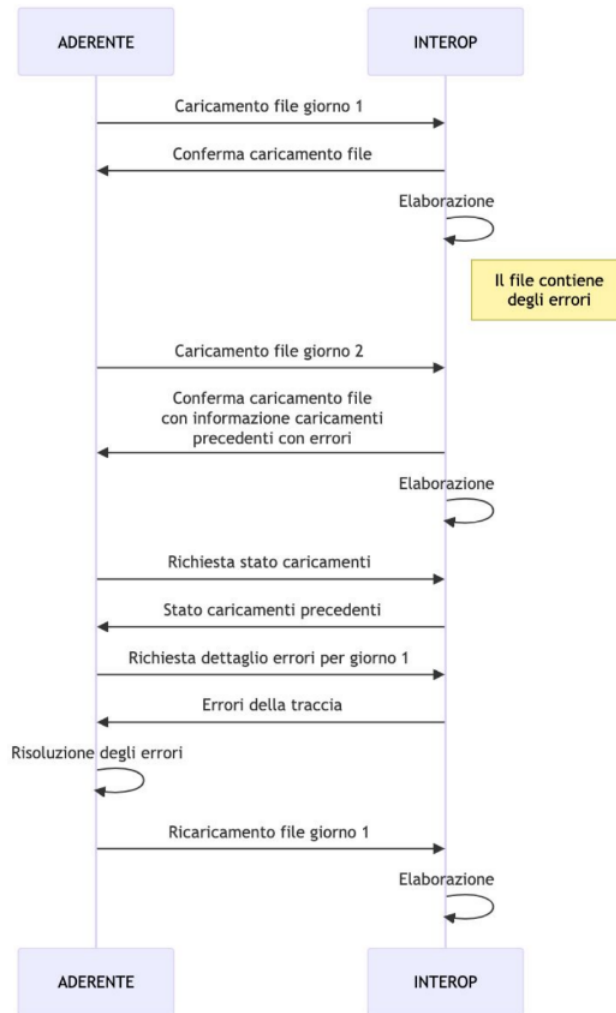 ADERENTE
INTEROP
Caricamento file giorno 1
Conferma caricamento file
Elaborazione
Il file contiene
degli errori
Caricamento file giorno 2
Conferma caricamento file
con informazione caricamenti
precedenti con errori
Elaborazione
Richiesta stato caricamenti
Stato caricamenti precedenti
Richiesta dettaglio errori per giorno 1
Errori della traccia
Risoluzione degli errori
Ricaricamento file giorno 1
Elaborazione
ADERENTE
INTEROP